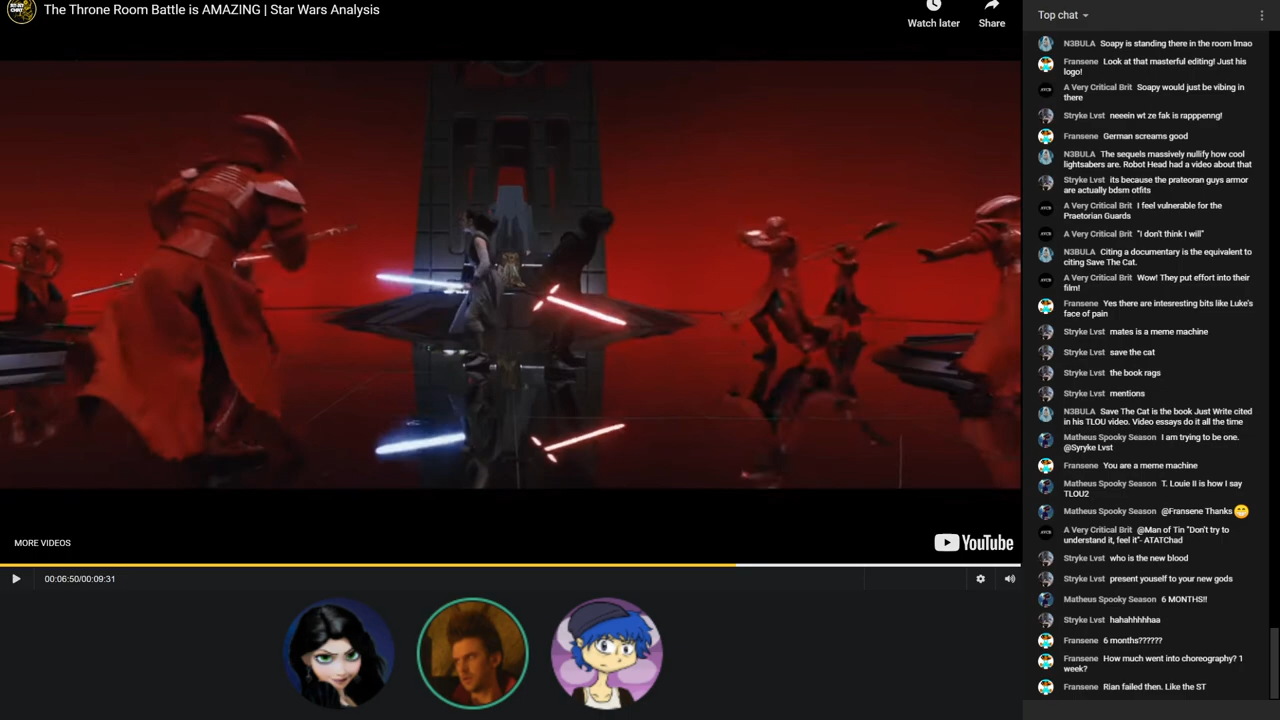 The Throne Room Battle is AMAZING | Star Wars Analysis
Watch later
Share
MORE VIDEOS
YouTube
00:06:50/00:09:31
Top chat
N3BULA Soapy is standing there in the room lmao
Fransene Look at that masterful editing! Just his
logo!
A Very Critical Brit Soapy would just be vibing in
there
Stryke Lvst neeein wt ze fak is rapppenng!
Fransene German screams good
N3BULA The sequels massively nullify how cool
lightsabers are. Robot Head had a video about that
Stryke Lvst its because the prateoran guys armor
are actually bdsm otfits
A Very Critical Brit I feel vulnerable for the
Praetorian Guards
A Very Critical Brit "I don't think I will"
N3BULA Citing a documentary is the equivalent to
citing Save The Cat.
A Very Critical Brit Wow! They put effort into their
film!
Fransene Yes there are intesresting bits like Luke's
face of pain
Stryke Lvst mates is a meme machine
Stryke Lvst save the cat
Stryke Lvst the book rags
Stryke Lvst mentions
N3BULA Save The Cat is the book Just Write cited
in his TLOU video. Video essays do it all the time
Matheus Spooky Season I am trying to be one.
@Syryke Lvst
Fransene You are a meme machine
Matheus Spooky Season T. Louie II is how I say
TLOU2
Matheus Spooky Season @Fransene Thanks
A Very Critical Brit @Man of Tin "Don't try to
understand it, feel it"- ATATChad
Stryke Lvst who is the new blood
Stryke Lvst present youself to your new gods
Matheus Spooky Season 6 MONTHS!!
Stryke Lvst hahahhhhhaa
Fransene 6 months??????
Fransene How much went into choreography? 1
week?
Fransene Rian failed then. Like the ST